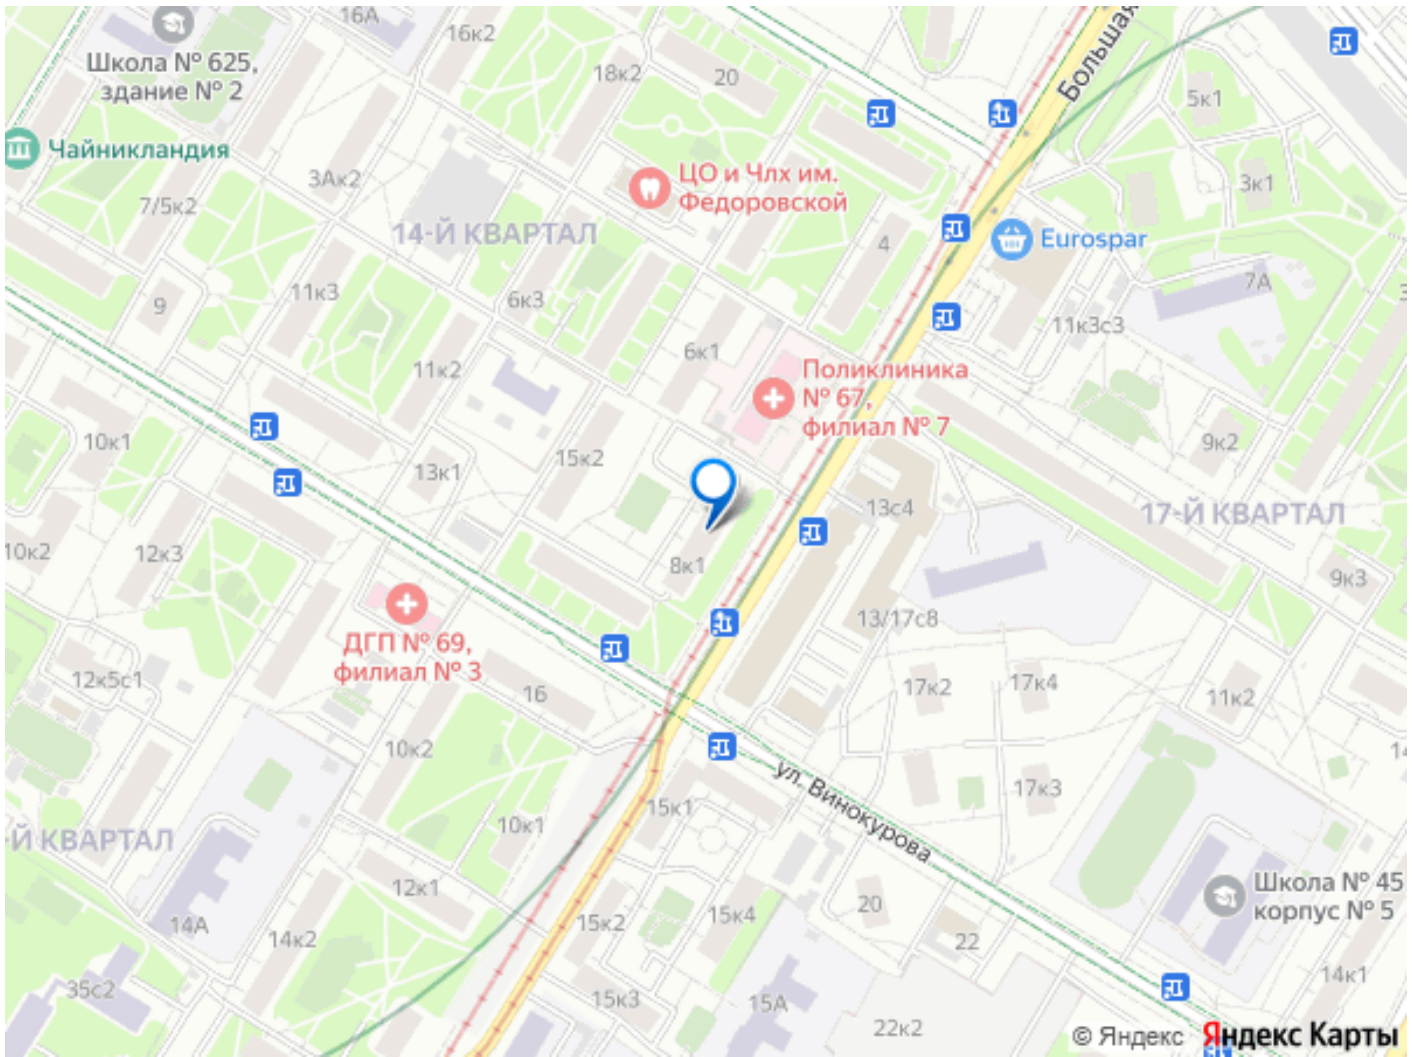 16А
16к2
Большая
Школа № 625,
здание № 2
18к2
20
5к1
Чайникландия
3Ак2
ЦО и Члх им.
Федоровской
3к1
7/5к2
14-Й КВАРТАЛ
4
Eurospar
9
11к3
6к3
7А
11к3с3
6к1
11к2
Поликлиника
№ 67,
филиал № 7
10к1
13к1
15к2
9к2
13с4
17-Й КВАРТАЛ
10к2
12к3
8к1
9к3
13/17с8
ДГП № 69,
филиал № 3
12к5с1
16
17к2
17к4
11к2
10к2
17к3
ул. Винокурова
15к1
10к1
-Й КВАРТАЛ
12к1
Школа № 45
корпус № 5
14А
14к2
15к2
15к4
20
22
35с2
15к3
15А
14к1
22к2
© Яндекс Яндекс Карты